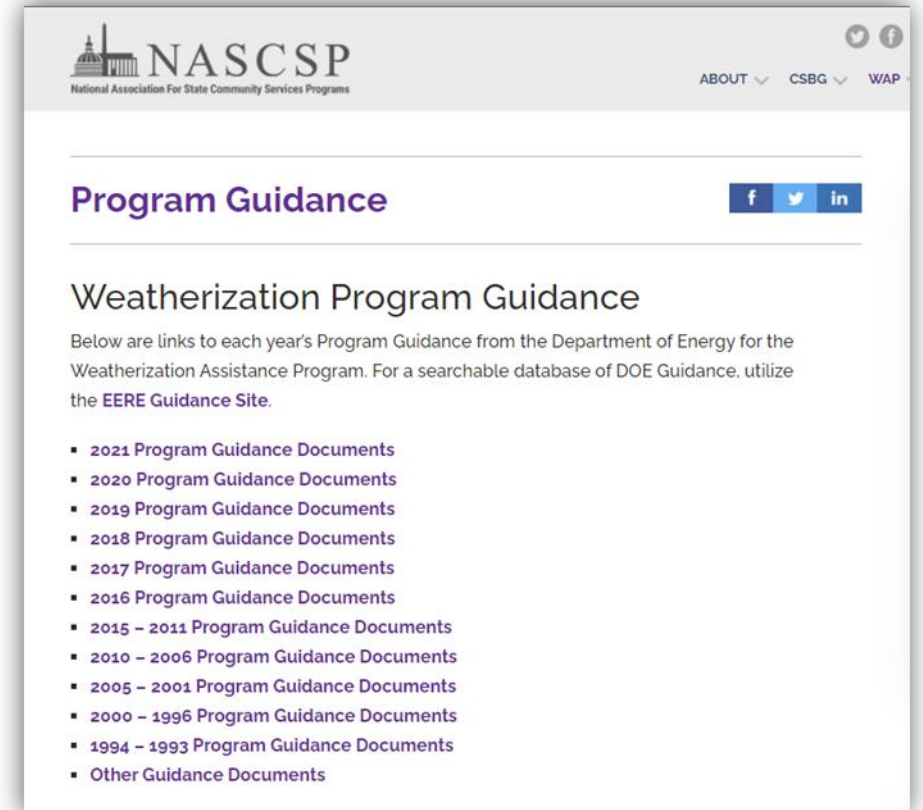 NASCSP
National Association For State Community Services Programs
ABOUT CSBG WAP
Program Guidance
f in
Weatherization Program Guidance
Below are links to each year's Program Guidance from the Department of Energy for the
Weatherization Assistance Program. For a searchable database of DOE Guidance, utilize
the EERE Guidance Site.
2021 Program Guidance Documents
2020 Program Guidance Documents
2019 Program Guidance Documents
2018 Program Guidance Documents
2017 Program Guidance Documents
2016 Program Guidance Documents
2015 – 2011 Program Guidance Documents
2010 – 2006 Program Guidance Documents
2005 – 2001 Program Guidance Documents
2000 – 1996 Program Guidance Documents
1994 – 1993 Program Guidance Documents
Other Guidance Documents